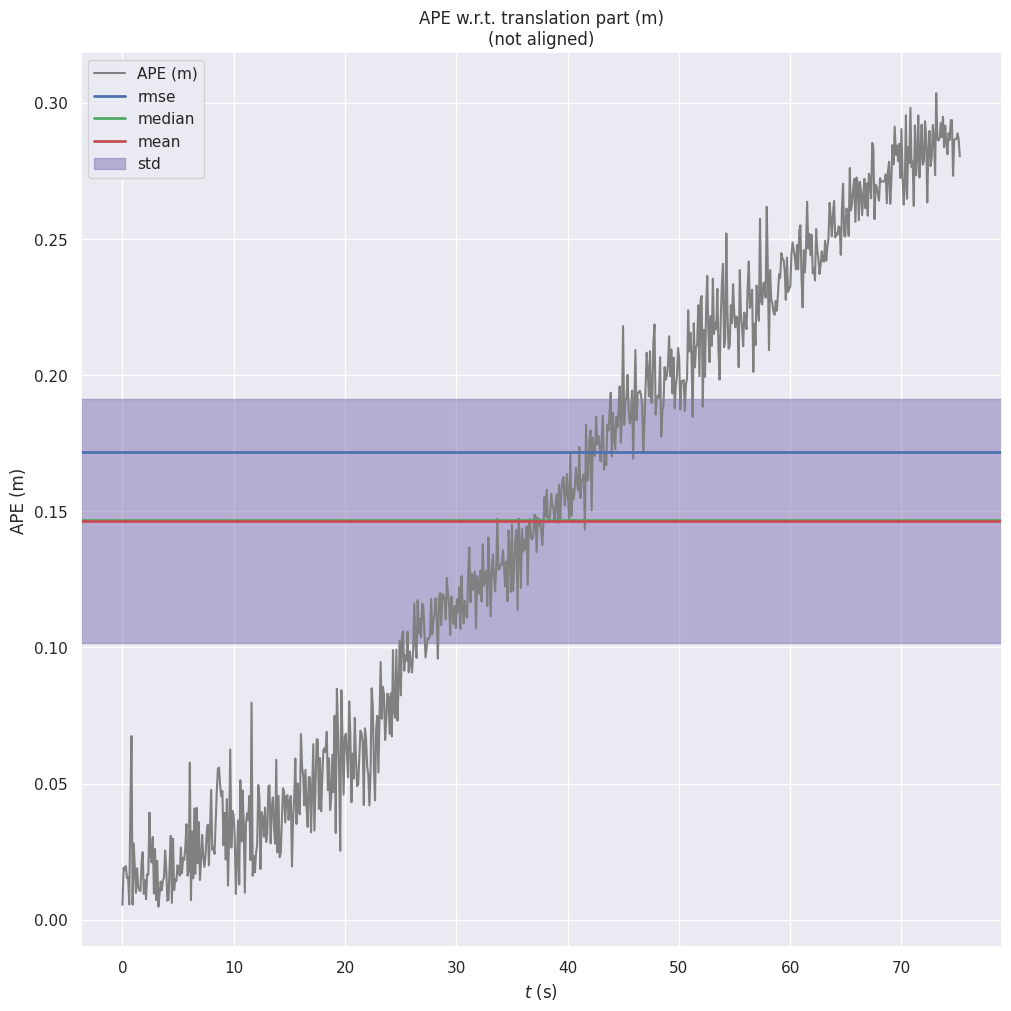 APE w.r.t. translation part (m)
(not aligned)
APE (m)
rmse
median
mean
std
APE (m)
0.30
0.25
0.20
0.15
0.10
0.05
0.00
0 10 20 30 40 50 60 70
t (s)